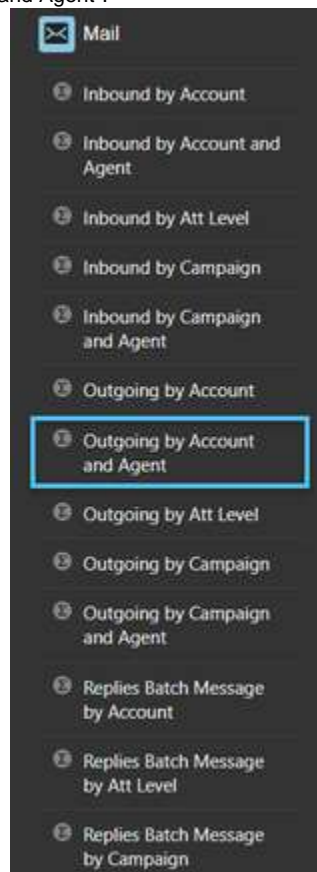 and Agent".
Mail
Inbound by Account
Inbound by Account and
Agent
Inbound by Att Level
Inbound by Campaign
Inbound by Campaign
and Agent
Outgoing by Account
Outgoing by Account
and Agent
Outgoing by Att Level
Outgoing by Campaign
Outgoing by Campaign
and Agent
Replies Batch Message
by Account
Replies Batch Message
by Att Level
Replies Batch Message
by Campaign